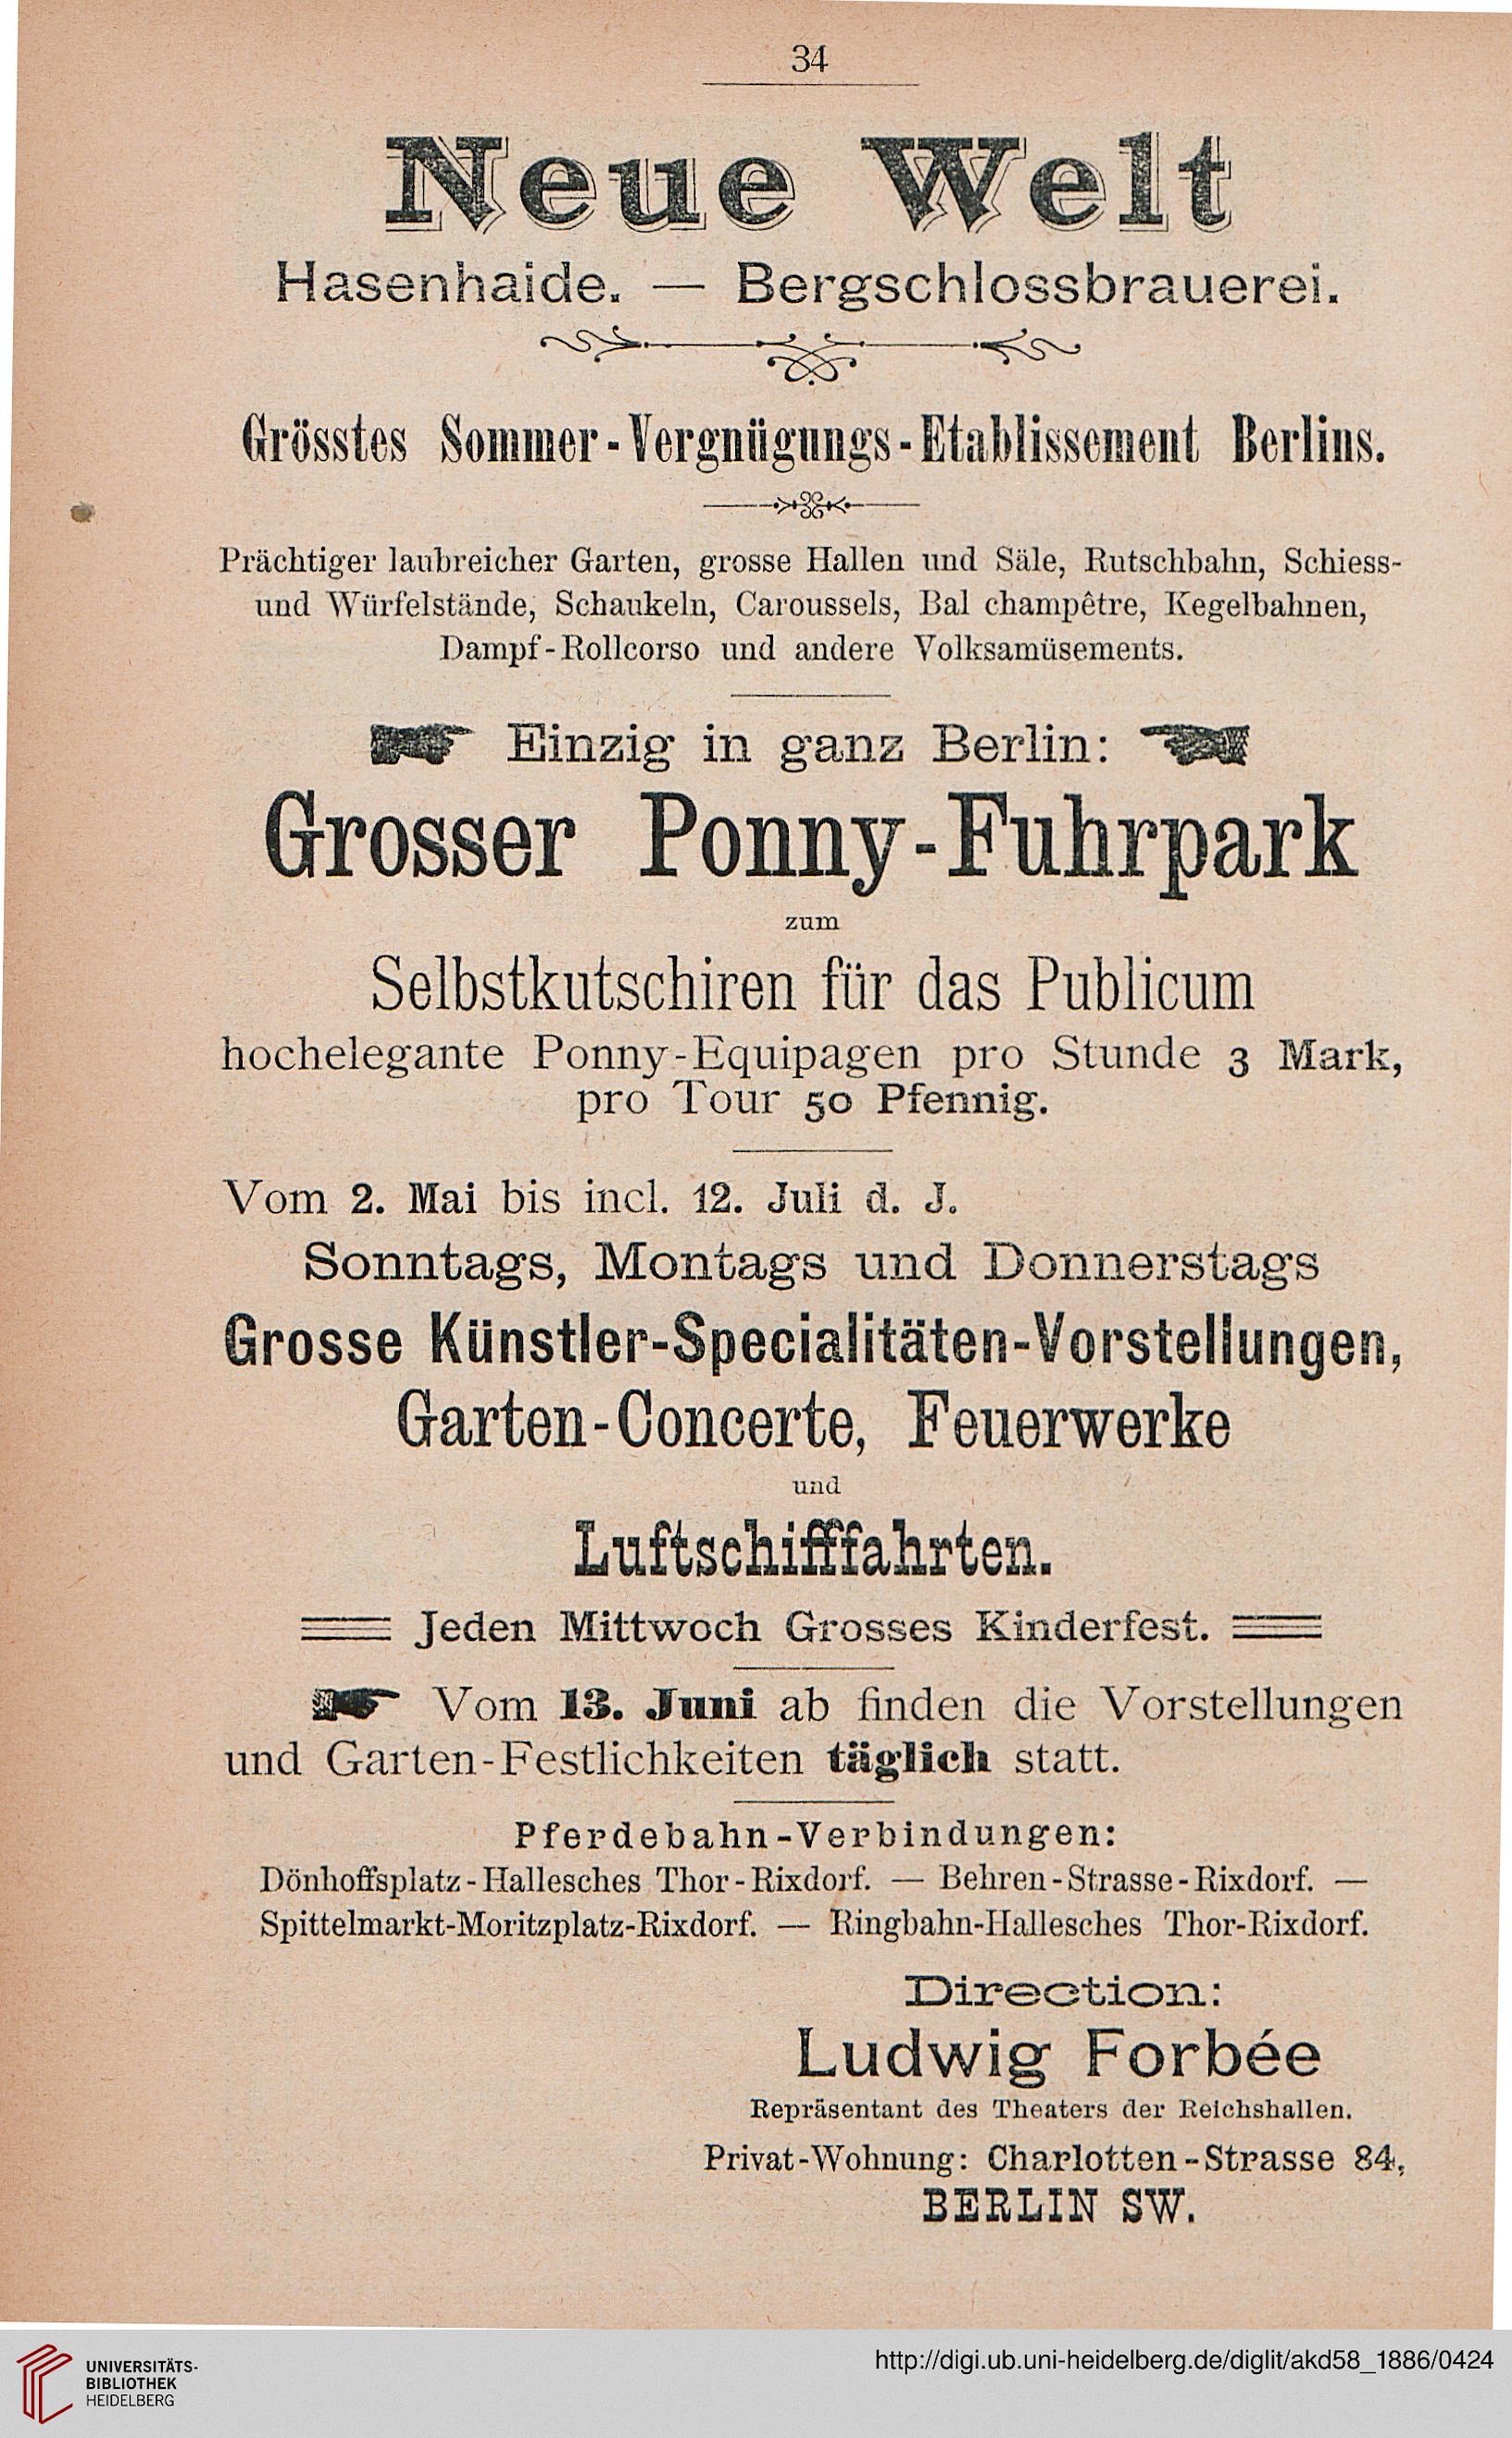 34
Neue Welt
Hasenhaide. — Bergschlossbrauerei.
Grösstes Sommer-Vergnügungs-Etablissement Berlins.
Prächtiger laubreicher Garten, grosse Hallen und Säle, Rutschbahn, Schiess-
und Würfelstände, Schaukeln, Caroussels, Bal champêtre, Kegelbahnen,
Dampf-Rollcorso und andere Volksamüsements.
Einzig in ganz Berlin:
Grosser Ponny-Fuhrpark
zum
Selbstkutschiren für das Publicum
hochelegante Ponny-Equipagen pro Stunde 3 Mark,
pro Tour 50 Pfennig.
Vom 2. Mai bis incl. 12. Juli d. J.
Sonntags, Montags und Donnerstags
Grosse Künstler-Specialitäten-Vorstellungen,
Garten-Concerte, Feuerwerke
und
Luftschifffahrten.
Jeden Mittwoch Grosses Kinderfest.
Vom 13. Juni ab finden die Vorstellungen
und Garten-Festlichkeiten täglich statt.
Pferdebahn-Verbindungen:
Dönhoffsplatz-Hallesches Thor-Rixdorf. — Behren-Strasse-Rixdorf. —
Spittelmarkt-Moritzplatz-Rixdorf. — Ringbahn-Hallesches Thor-Rixdorf.
Direction:
Ludwig Forbée
Repräsentant des Theaters der Reichshallen.
Privat-Wohnung: Charlotten-Strasse 84,
BERLIN SW.
UNIVERSITÄTS-
BIBLIOTHEK
HEIDELBERG
http://digi.ub.uni-heidelberg.de/diglit/akd58_1886/0424